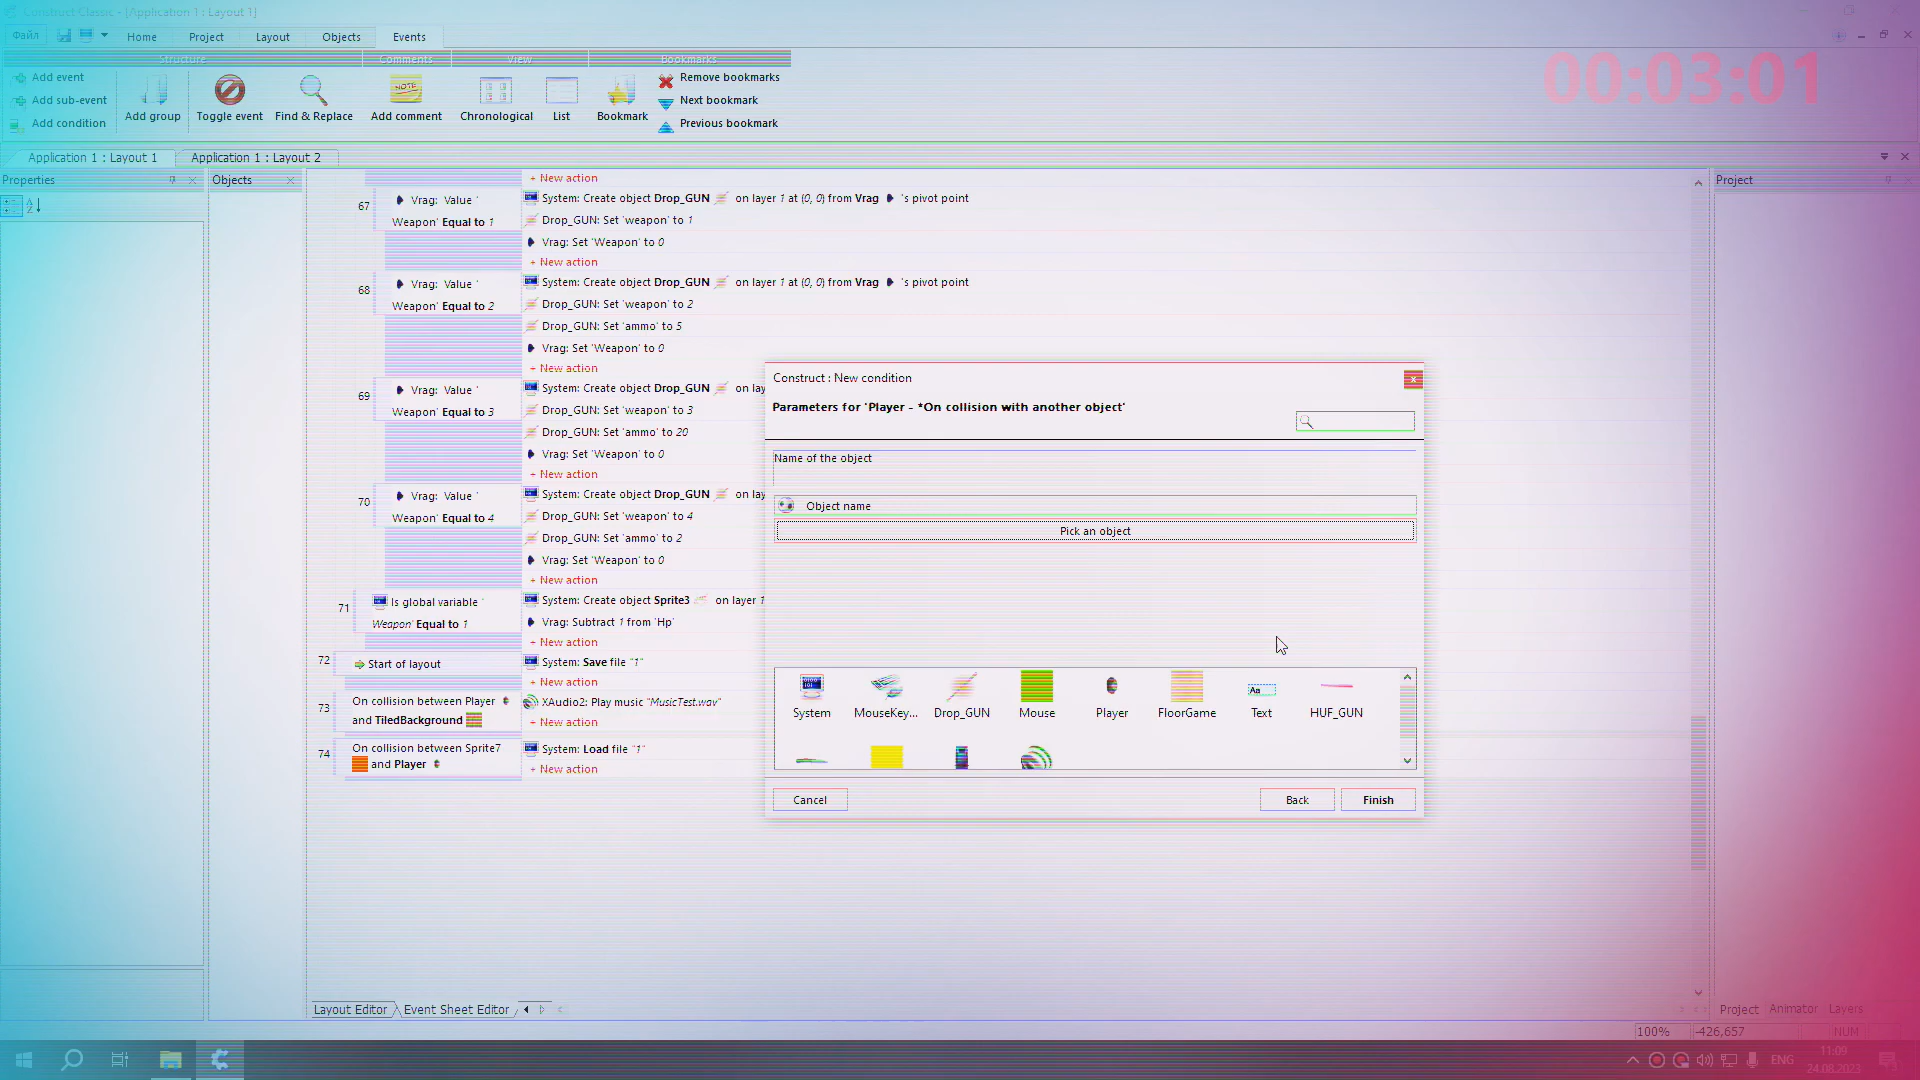 Construct Classic - [Application 1 : Layout 1]
Файл Home Project Layout Objects Events
Structure Comments View Bookmarks
00:03:01
Add event
Add sub-event
Add condition
Add group
Toggle event
Find & Replace
NOTE
Add comment
Chronological
List
Bookmark
Remove bookmarks
Next bookmark
Previous bookmark
Application 1 : Layout 1 Application 1 : Layout 2
Properties
Objects
Project
+ New action
67 Vrag: Value '
Weapon' Equal to 1
System: Create object Drop_GUN on layer 1 at (0, 0) from Vrag 's pivot point
Drop_GUN: Set 'weapon' to 1
Vrag: Set 'Weapon' to 0
+ New action
68 Vrag: Value '
Weapon' Equal to 2
System: Create object Drop_GUN on layer 1 at (0, 0) from Vrag 's pivot point
Drop_GUN: Set 'weapon' to 2
Drop_GUN: Set 'ammo' to 5
Vrag: Set 'Weapon' to 0
+ New action
69 Vrag: Value '
Weapon' Equal to 3
System: Create object Drop_GUN on lay
Drop_GUN: Set 'weapon' to 3
Drop_GUN: Set 'ammo' to 20
Vrag: Set 'Weapon' to 0
+ New action
70 Vrag: Value '
Weapon' Equal to 4
System: Create object Drop_GUN on lay
Drop_GUN: Set 'weapon' to 4
Drop_GUN: Set 'ammo' to 2
Vrag: Set 'Weapon' to 0
+ New action
71 Is global variable '
Weapon' Equal to 1
System: Create object Sprite3 on layer 1
Vrag: Subtract 1 from 'Hp'
+ New action
72 Start of layout
System: Save file "1"
+ New action
73 On collision between Player
and TiledBackground
XAudio2: Play music "MusicTest.wav"
+ New action
74 On collision between Sprite7
and Player
System: Load file "1"
+ New action
Construct : New condition
Parameters for 'Player - *On collision with another object'
Name of the object
Object name
Pick an object
System MouseKey... Drop_GUN Mouse Player FloorGame Text HUF_GUN
Cancel Back Finish
Layout Editor Event Sheet Editor
Project Animator Layers
100% -426,657 NUM
ENG
11:09
24.08.2023